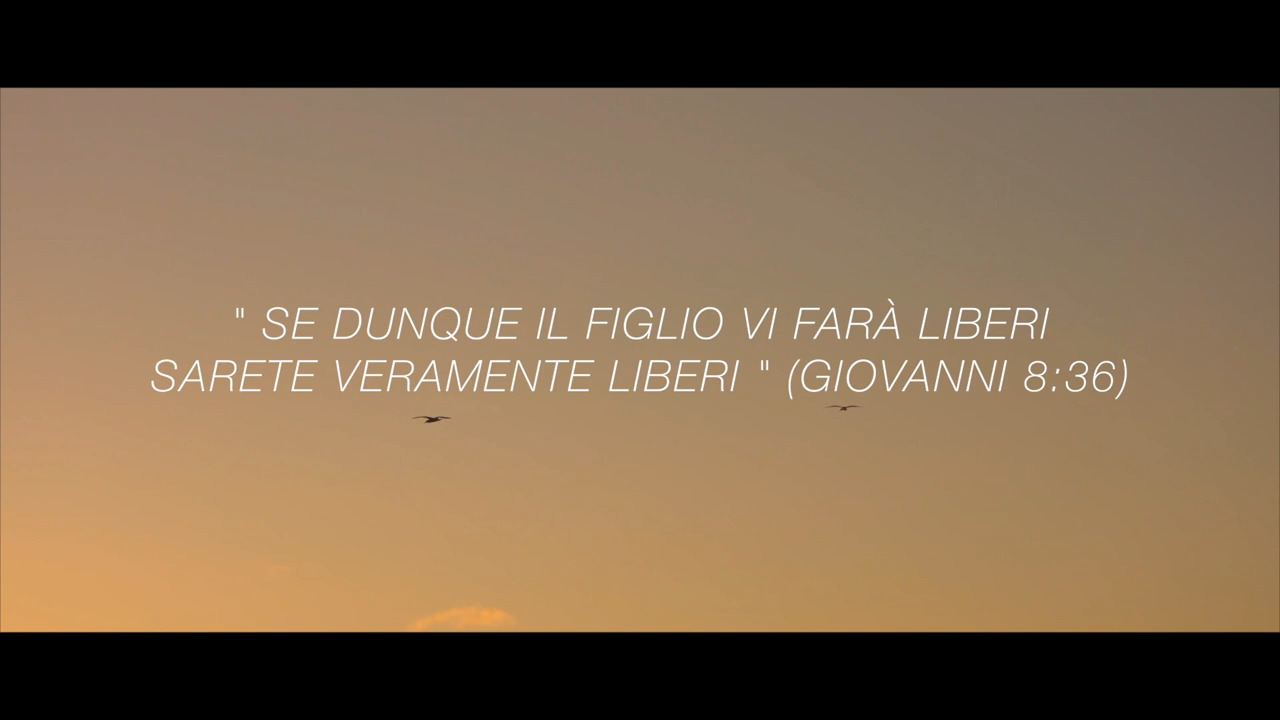 " SE DUNQUE IL FIGLIO VI FARÀ LIBERI
SARETE VERAMENTE LIBERI " (GIOVANNI 8:36)